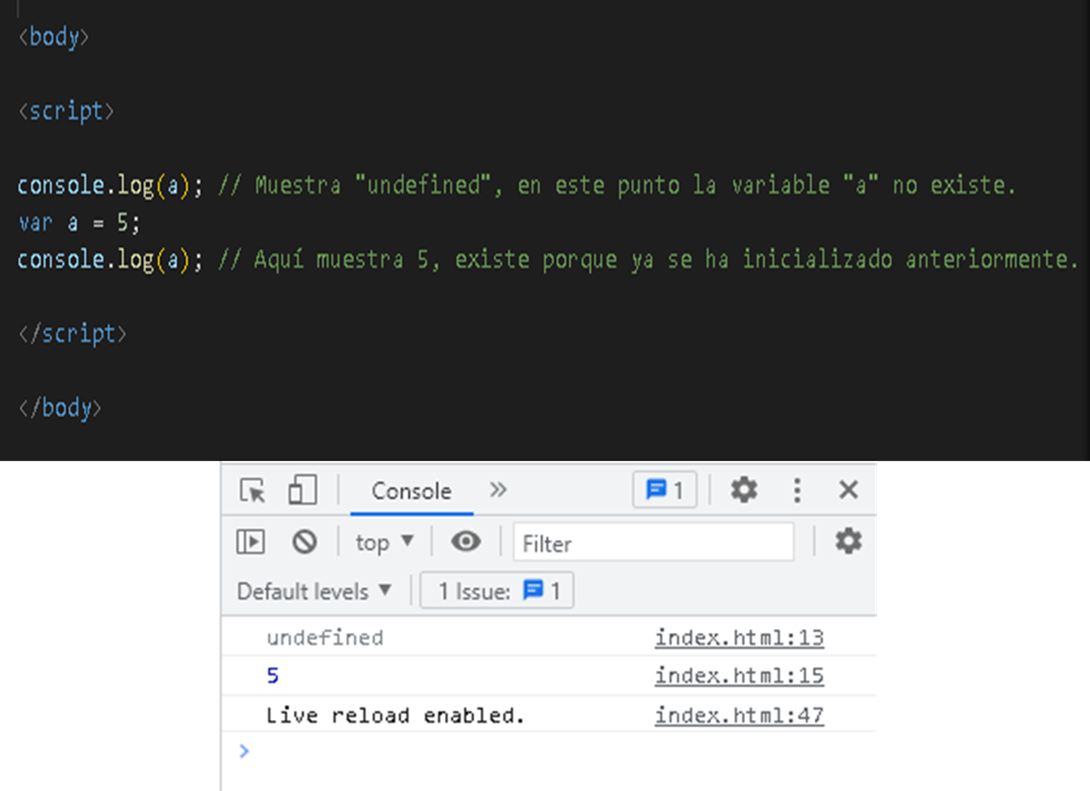 <body>
<script>
console.log(a); // Muestra "undefined", en este punto la variable "a" no existe.
var a = 5;
console.log(a); // Aquí muestra 5, existe porque ya se ha inicializado anteriormente.
</script>
</body>
Console 1
top Filter
Default levels 1 Issue: 1
undefined index.html:13
5 index.html:15
Live reload enabled. index.html:47